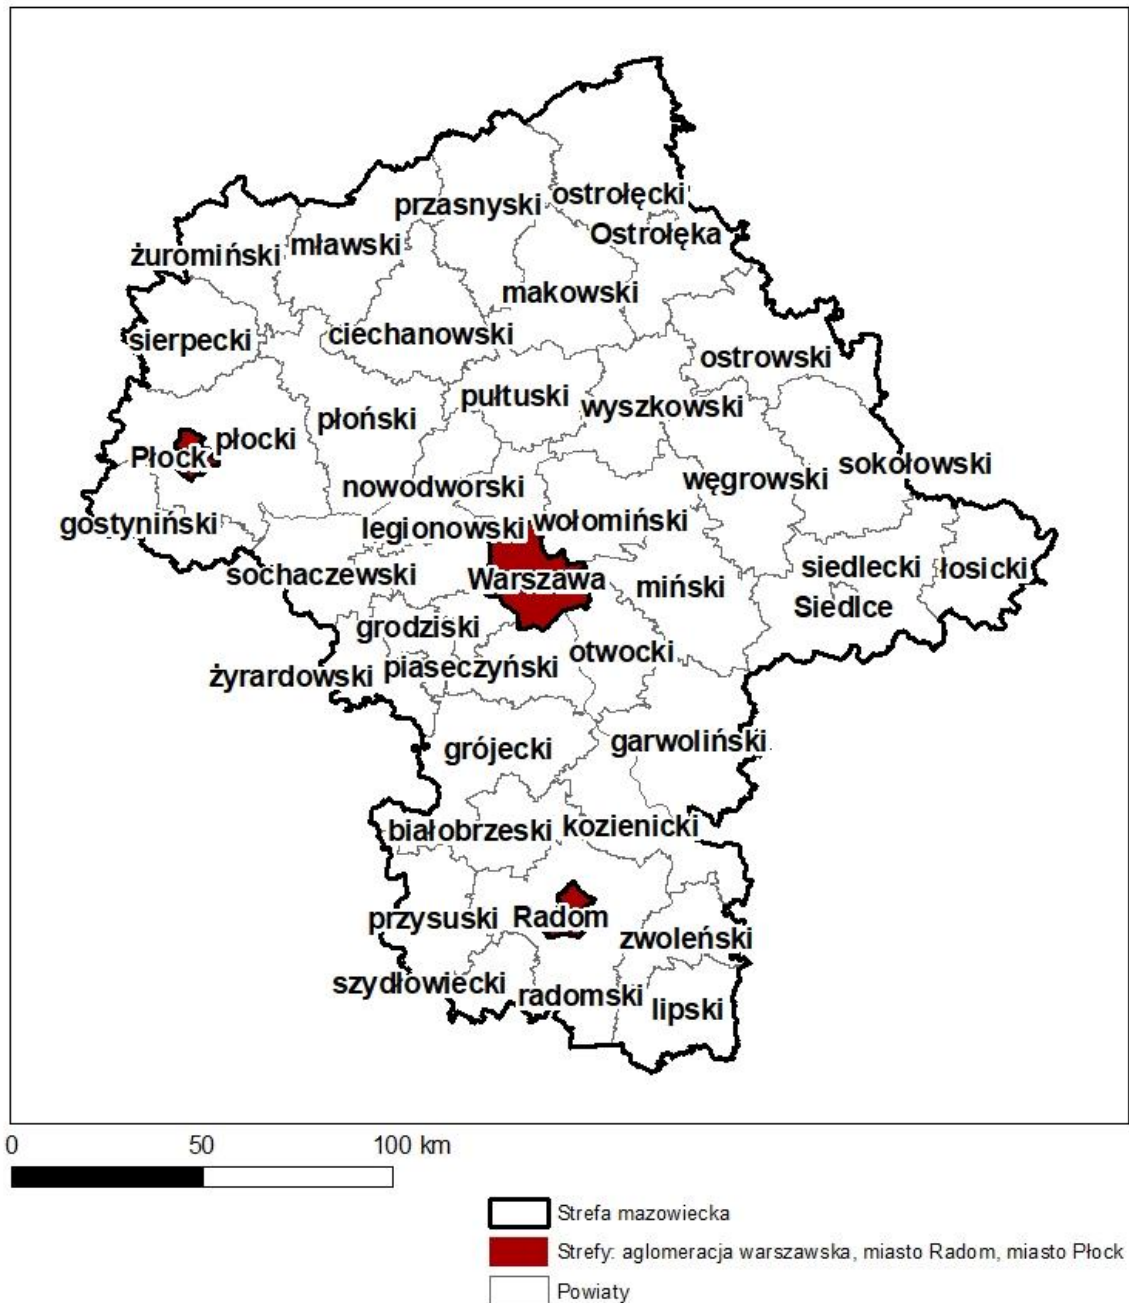 przasnyski
ostrołęcki
Ostrołęka
żuromiński
mławski
makowski
sierpecki
ciechanowski
ostrowski
pułtuski
wyszkowski
płoński
płocki
Płock
sokołowski
węgrowski
nowodworski
gostyniński
legionowski
wołomiński
sochaczewski
Warszawa
miński
siedlecki
łosicki
Siedlce
grodziski
otwocki
żyrardowski
piaseczyński
grójecki
garwoliński
białobrzeski
kozienicki
przysuski
Radom
zwoleński
szydłowiecki
radomski
lipski
0 50 100 km
Strefa mazowiecka
Strefy: aglomeracja warszawska, miasto Radom, miasto Płock
Powiaty